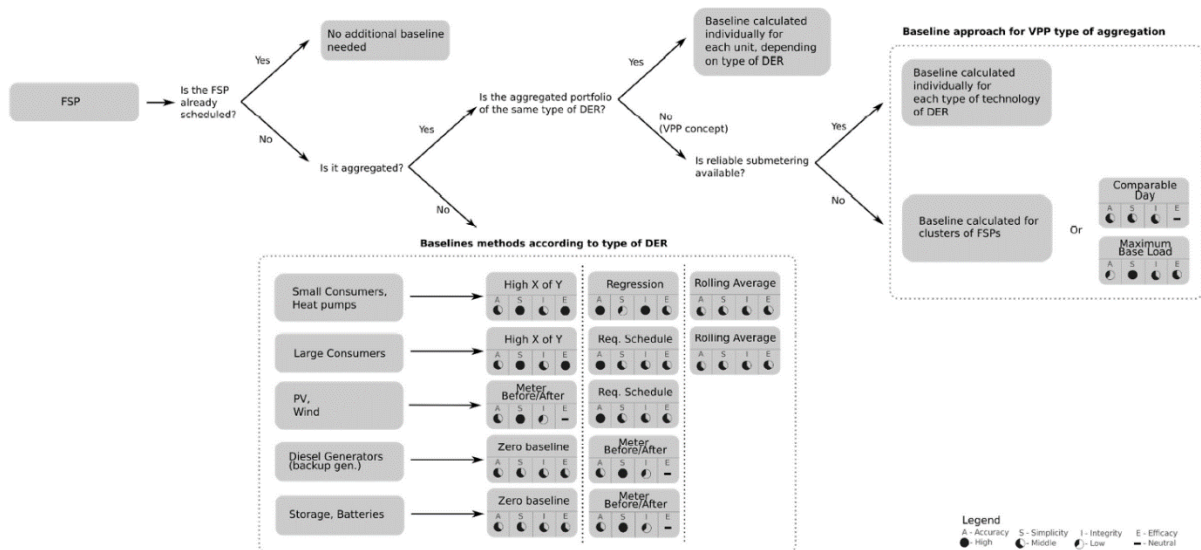 FSP
Is the FSP
already
scheduled?
Yes
No
No additional baseline
needed
Is it aggregated?
Yes
No
Is the aggregated portfolio
of the same type of DER?
Yes
No
(VPP concept)
Baseline calculated
individually for
each unit, depending
on type of DER
Is reliable submetering
available?
Yes
No
Baseline approach for VPP type of aggregation
Baseline calculated
individually for
each type of technology
of DER
Baseline calculated for
clusters of FSPs
Or
Comparable
Day
A S I E
Maximum
Base Load
A S I E
Baselines methods according to type of DER
Small Consumers,
Heat pumps
High X of Y
A S I E
Regression
A S I E
Rolling Average
A S I E
Large Consumers
High X of Y
A S I E
Req. Schedule
A S I E
Rolling Average
A S I E
PV,
Wind
Meter
Before/After
A S I E
Req. Schedule
A S I E
Diesel Generators
(backup gen.)
Zero baseline
A S I E
Meter
Before/After
A S I E
Storage, Batteries
Zero baseline
A S I E
Meter
Before/After
A S I E
Legend
A - Accuracy S - Simplicity I - Integrity E - Efficacy
- High - Middle - Low - Neutral